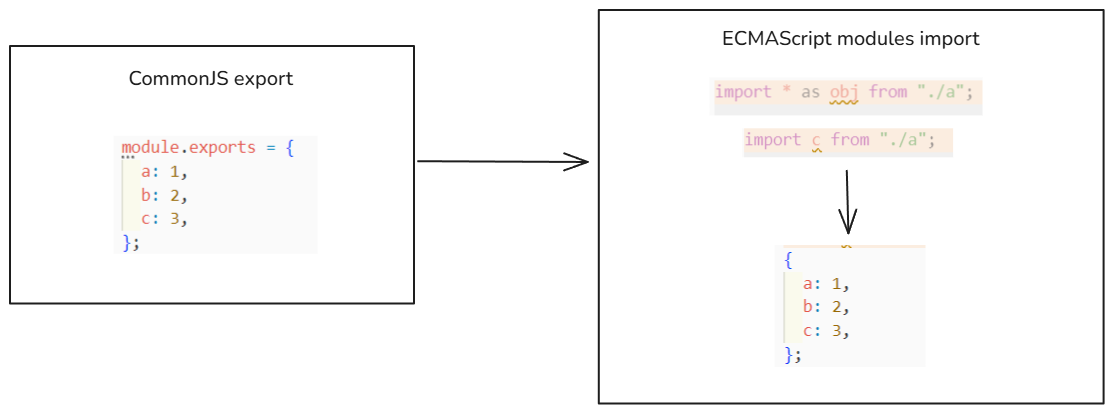 CommonJS export
module.exports = {
a: 1,
b: 2,
c: 3,
};
ECMAScript modules import
import * as obj from "./a";
import c from "./a";
{
a: 1,
b: 2,
c: 3,
};